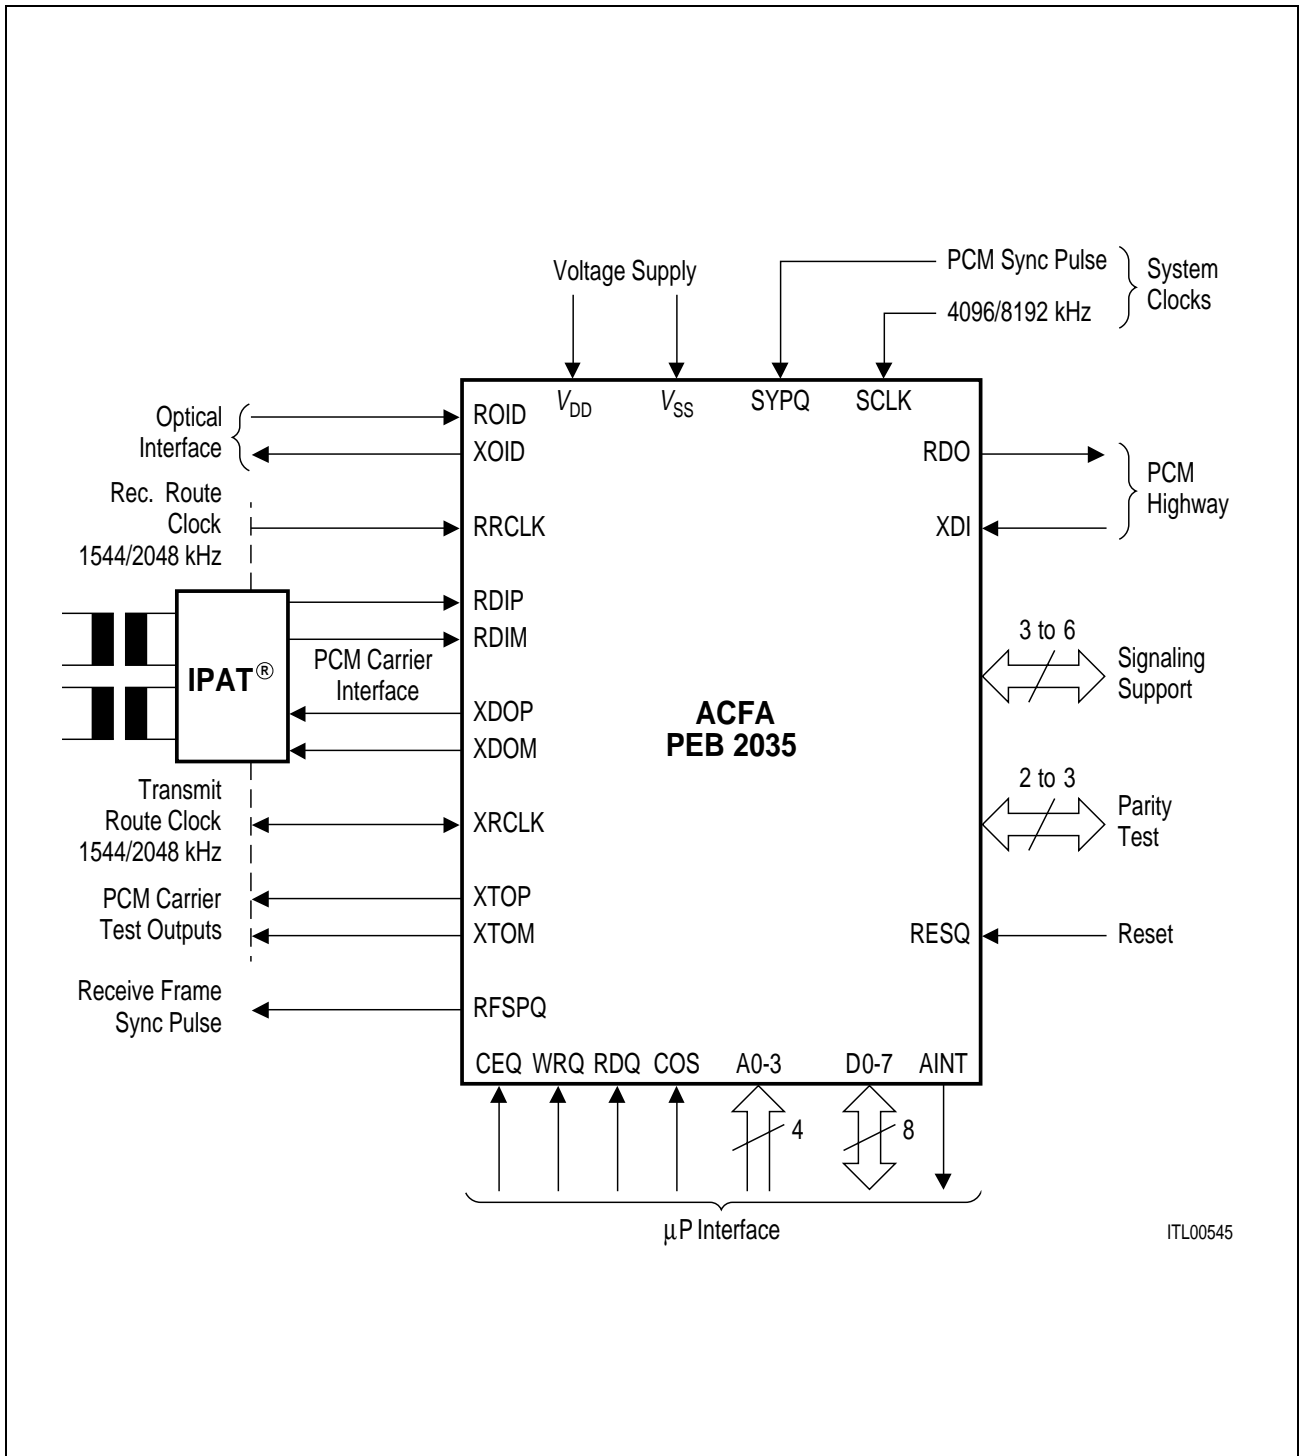 Voltage Supply
PCM Sync Pulse
4096/8192 kHz
System
Clocks
VDD
VSS
SYPQ
SCLK
Optical
Interface
ROID
XOID
RDO
XDI
PCM
Highway
Rec. Route
Clock
1544/2048 kHz
RRCLK
RDIP
RDIM
IPAT®
PCM Carrier
Interface
XDOP
XDOM
ACFA
PEB 2035
3 to 6
Signaling
Support
2 to 3
Parity
Test
Transmit
Route Clock
1544/2048 kHz
XRCLK
PCM Carrier
Test Outputs
XTOP
XTOM
RESQ
Reset
Receive Frame
Sync Pulse
RFSPQ
CEQ WRQ RDQ COS A0-3 D0-7 AINT
4
8
µP Interface
ITL00545